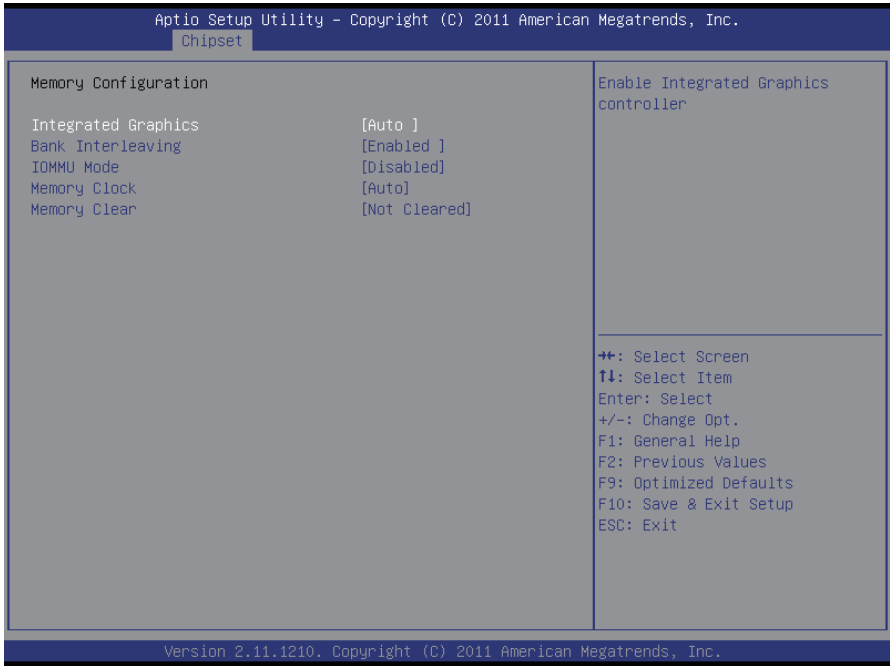 Aptio Setup Utility – Copyright (C) 2011 American Megatrends, Inc.
Chipset
Memory Configuration
Integrated Graphics [Auto ]
Bank Interleaving [Enabled ]
IOMMU Mode [Disabled]
Memory Clock [Auto]
Memory Clear [Not Cleared]
Enable Integrated Graphics
controller
→←: Select Screen
↑↓: Select Item
Enter: Select
+/-: Change Opt.
F1: General Help
F2: Previous Values
F9: Optimized Defaults
F10: Save & Exit Setup
ESC: Exit
Version 2.11.1210. Copyright (C) 2011 American Megatrends, Inc.